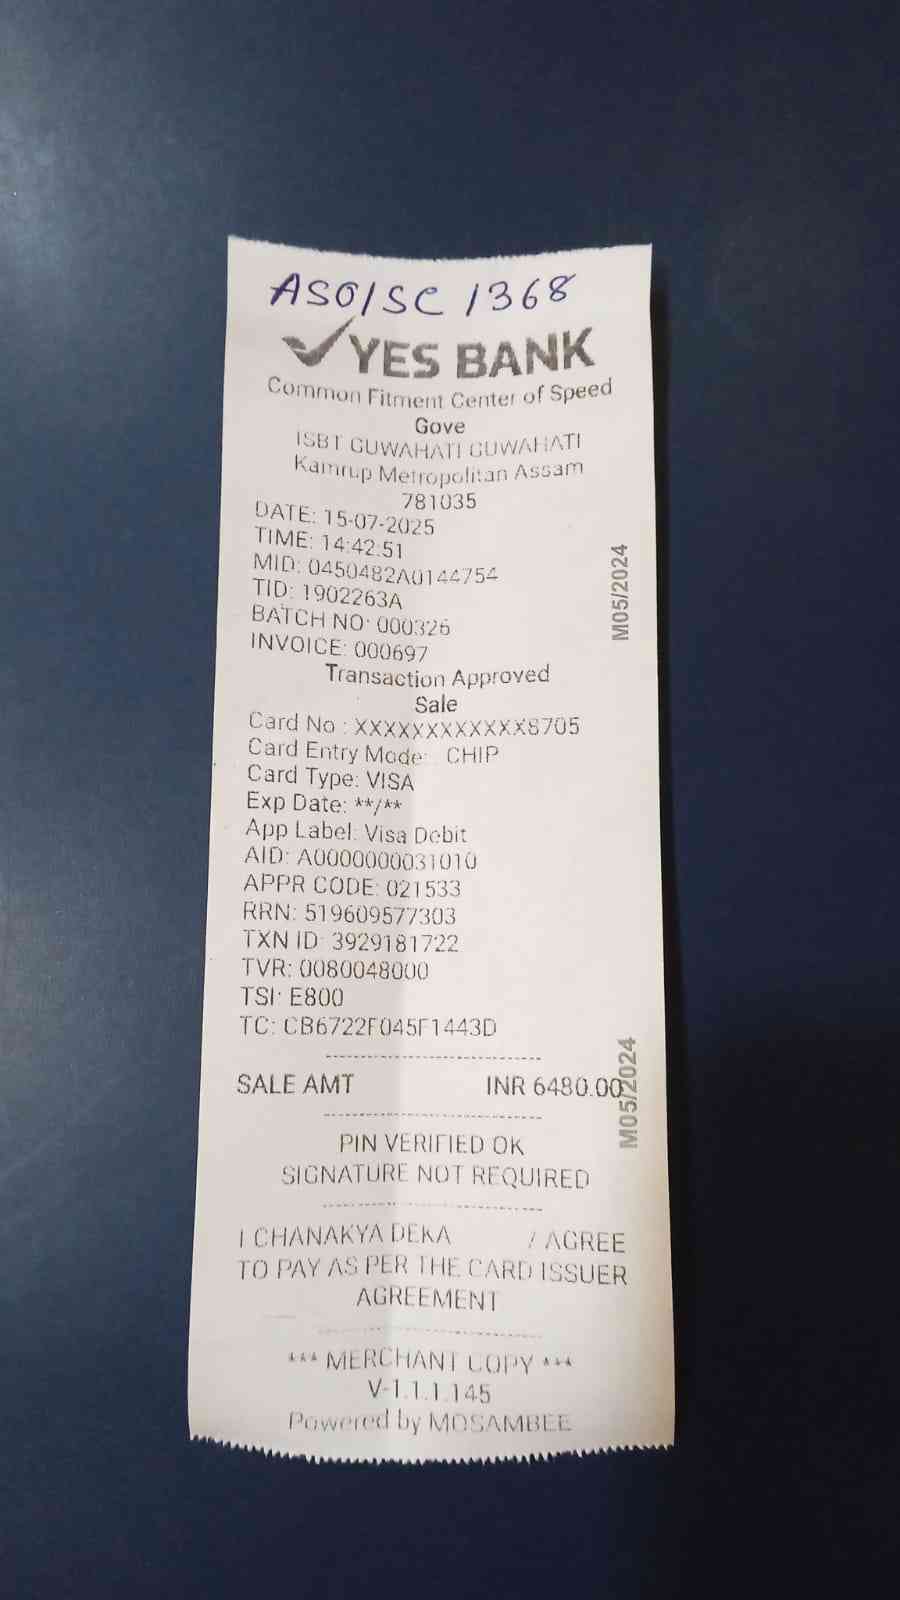 AS01SC 1368
YES BANK
Common Fitment Center of Speed
Gove
ISBT GUWAHATI GUWAHATI
Kamrup Metropolitan Assam
781035
DATE: 15-07-2025
TIME: 14:42:51
MID: 0450482A0144754
TID: 1902263A
BATCH NO: 000326
INVOICE: 000697
Transaction Approved
Sale
Card No : XXXXXXXXXXXX8705
Card Entry Mode: CHIP
Card Type: VISA
Exp Date: **/**
App Label: Visa Debit
AID: A0000000031010
APPR CODE: 021533
RRN: 519609577303
TXN ID: 3929181722
TVR: 0080048000
TSI: E800
TC: CB6722F045F1443D
SALE AMT INR 6480.00
PIN VERIFIED OK
SIGNATURE NOT REQUIRED
I CHANAKYA DEKA / AGREE
TO PAY AS PER THE CARD ISSUER
AGREEMENT
*** MERCHANT COPY ***
V-1.1.1.145
Powered by MOSAMBEE
M05/2024
M05/2024